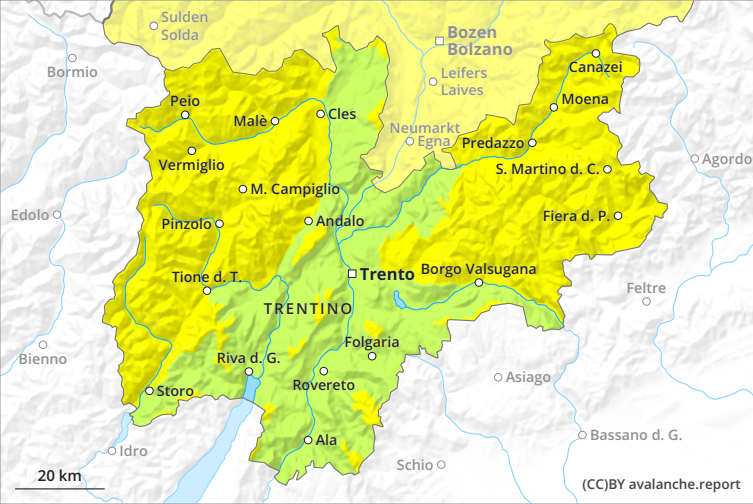 Sulden
Solda
Bozen
Bolzano
Bormio
Canazei
Leifers
Laives
Peio
Moena
Malè
Cles
Neumarkt
Egna
Predazzo
Vermiglio
Agordo
S. Martino d. C.
M. Campiglio
Edolo
Pinzolo
Andalo
Fiera d. P.
Trento
Borgo Valsugana
Tione d. T.
Feltre
TRENTINO
Folgaria
Bienno
Riva d. G.
Asiago
Rovereto
Storo
Ala
Bassano d. G.
Idro
Schio
20 km
(CC)BY avalanche.report